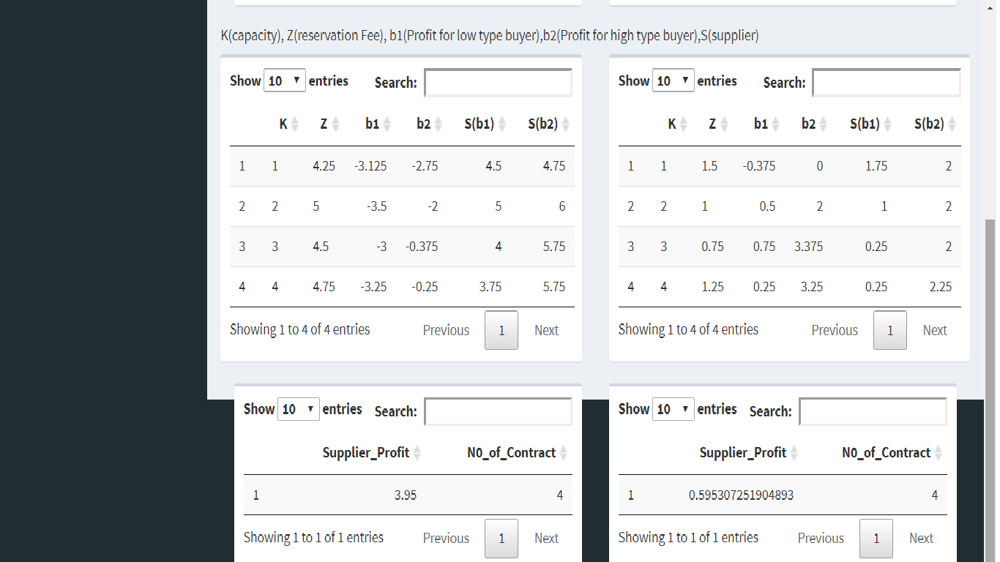 K(capacity), Z(reservation Fee), b1(Profit for low type buyer),b2(Profit for high type buyer),S(supplier)
Show 10 entries Search:
K Z b1 b2 S(b1) S(b2)
1 1 4.25 -3.125 -2.75 4.5 4.75
2 2 5 -3.5 -2 5 6
3 3 4.5 -3 -0.375 4 5.75
4 4 4.75 -3.25 -0.25 3.75 5.75
Showing 1 to 4 of 4 entries Previous 1 Next
Show 10 entries Search:
K Z b1 b2 S(b1) S(b2)
1 1 1.5 -0.375 0 1.75 2
2 2 1 0.5 2 1 2
3 3 0.75 0.75 3.375 0.25 2
4 4 1.25 0.25 3.25 0.25 2.25
Showing 1 to 4 of 4 entries Previous 1 Next
Show 10 entries Search:
Supplier_Profit N0_of_Contract
1 3.95 4
Showing 1 to 1 of 1 entries Previous 1 Next
Show 10 entries Search:
Supplier_Profit N0_of_Contract
1 0.595307251904893 4
Showing 1 to 1 of 1 entries Previous 1 Next